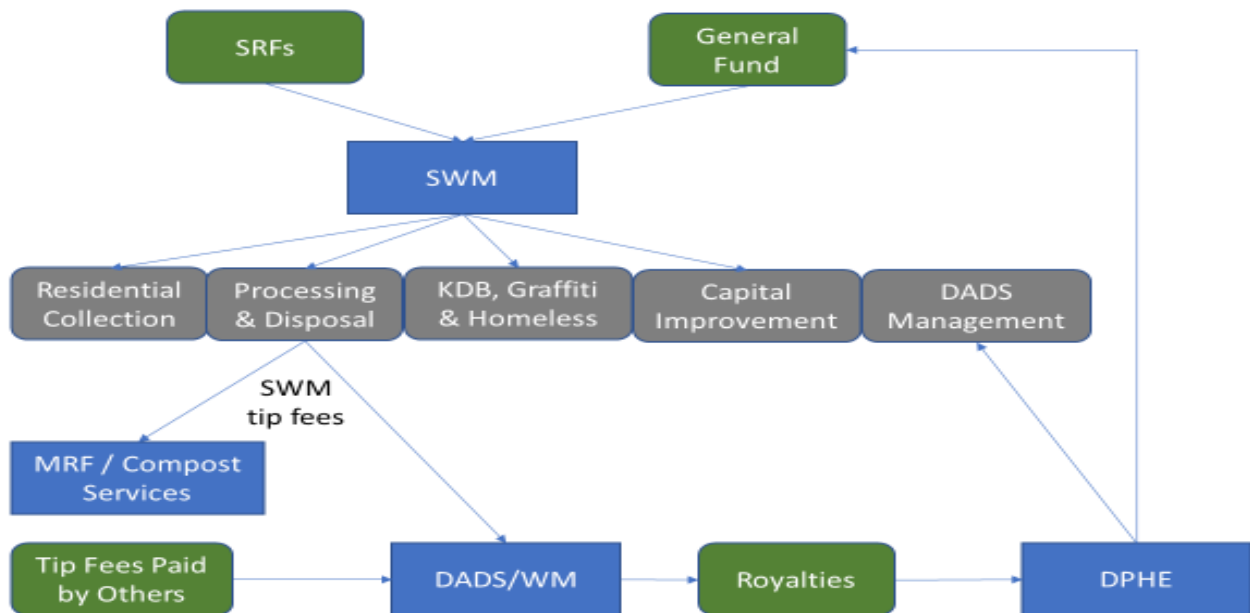 SRFs
General
Fund
SWM
Residential
Collection
Processing
& Disposal
KDB, Graffiti
& Homeless
Capital
Improvement
DADS
Management
SWM
tip fees
MRF / Compost
Services
Tip Fees Paid
by Others
DADS/WM
Royalties
DPHE